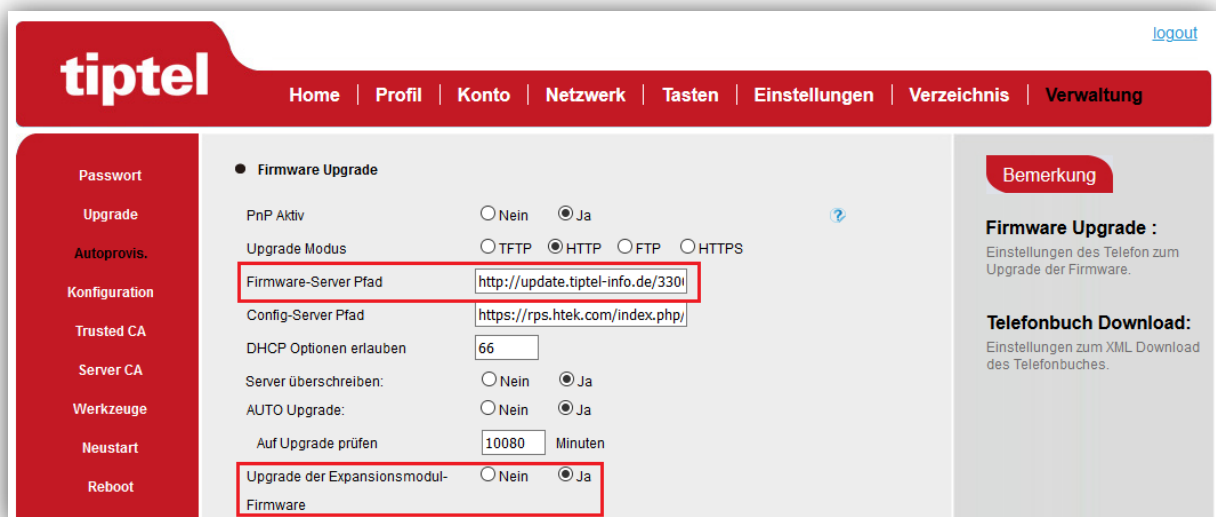 logout
tiptel
Home | Profil | Konto | Netzwerk | Tasten | Einstellungen | Verzeichnis | Verwaltung
Passwort
Upgrade
Autoprovis.
Konfiguration
Trusted CA
Server CA
Werkzeuge
Neustart
Reboot
Firmware Upgrade
PnP Aktiv Nein Ja ?
Upgrade Modus TFTP HTTP FTP HTTPS
Firmware-Server Pfad http://update.tiptel-info.de/330
Config-Server Pfad https://rps.htek.com/index.php/
DHCP Optionen erlauben 66
Server überschreiben: Nein Ja
AUTO Upgrade: Nein Ja
Auf Upgrade prüfen 10080 Minuten
Upgrade der Expansionsmodul- Nein Ja
Firmware
Bemerkung
Firmware Upgrade :
Einstellungen des Telefon zum
Upgrade der Firmware.
Telefonbuch Download:
Einstellungen zum XML Download
des Telefonbuches.